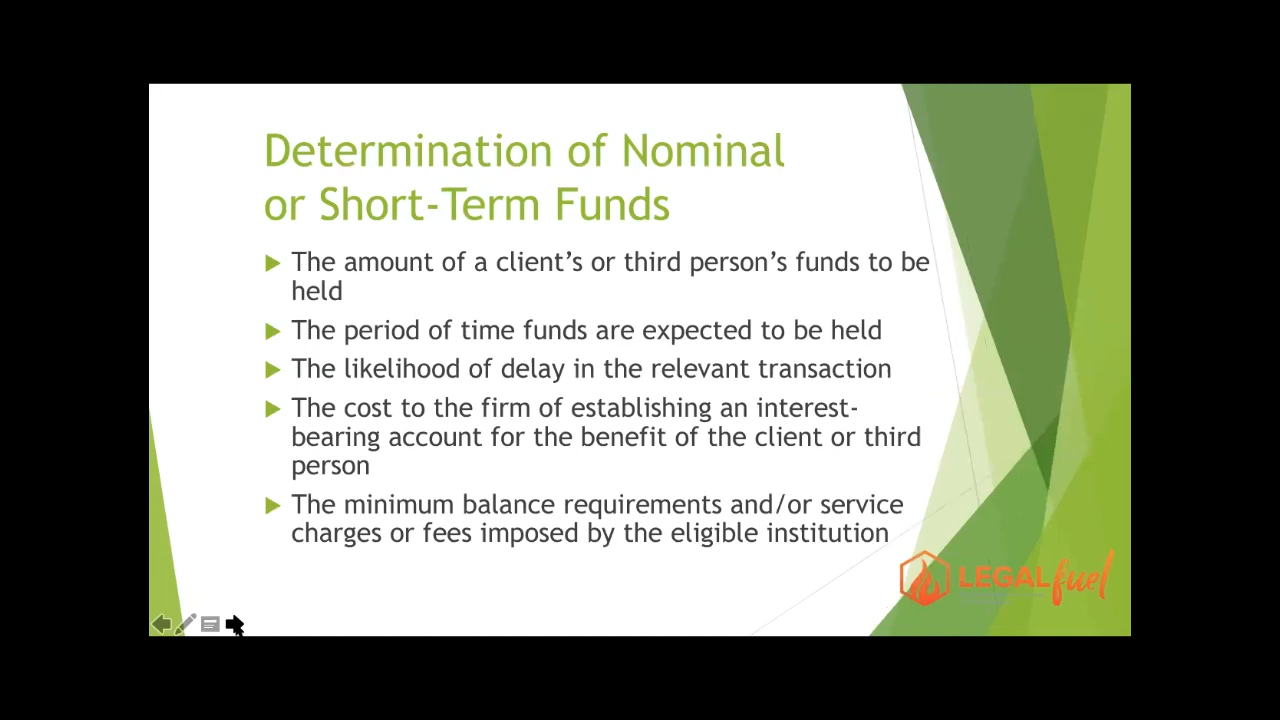 Determination of Nominal
or Short-Term Funds
The amount of a client’s or third person’s funds to be
held
The period of time funds are expected to be held
The likelihood of delay in the relevant transaction
The cost to the firm of establishing an interest-
bearing account for the benefit of the client or third
person
The minimum balance requirements and/or service
charges or fees imposed by the eligible institution
LEGALfuel